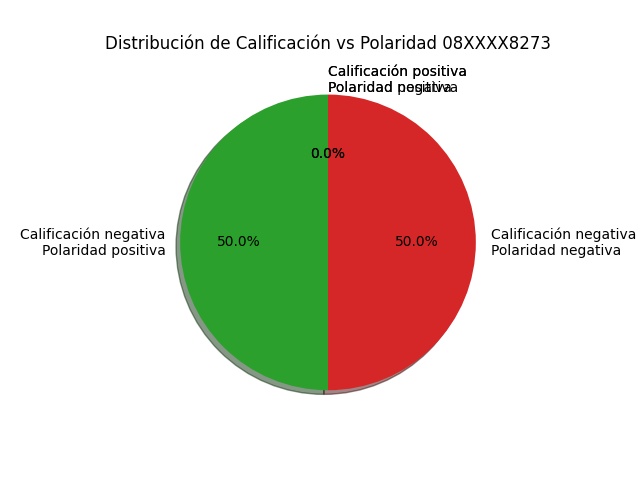 Distribución de Calificación vs Polaridad 08XXXX8273
Calificación positiva
Polaridad
0.0%
Calificación negativa
Polaridad positiva
50.0%
50.0%
Calificación negativa
Polaridad negativa